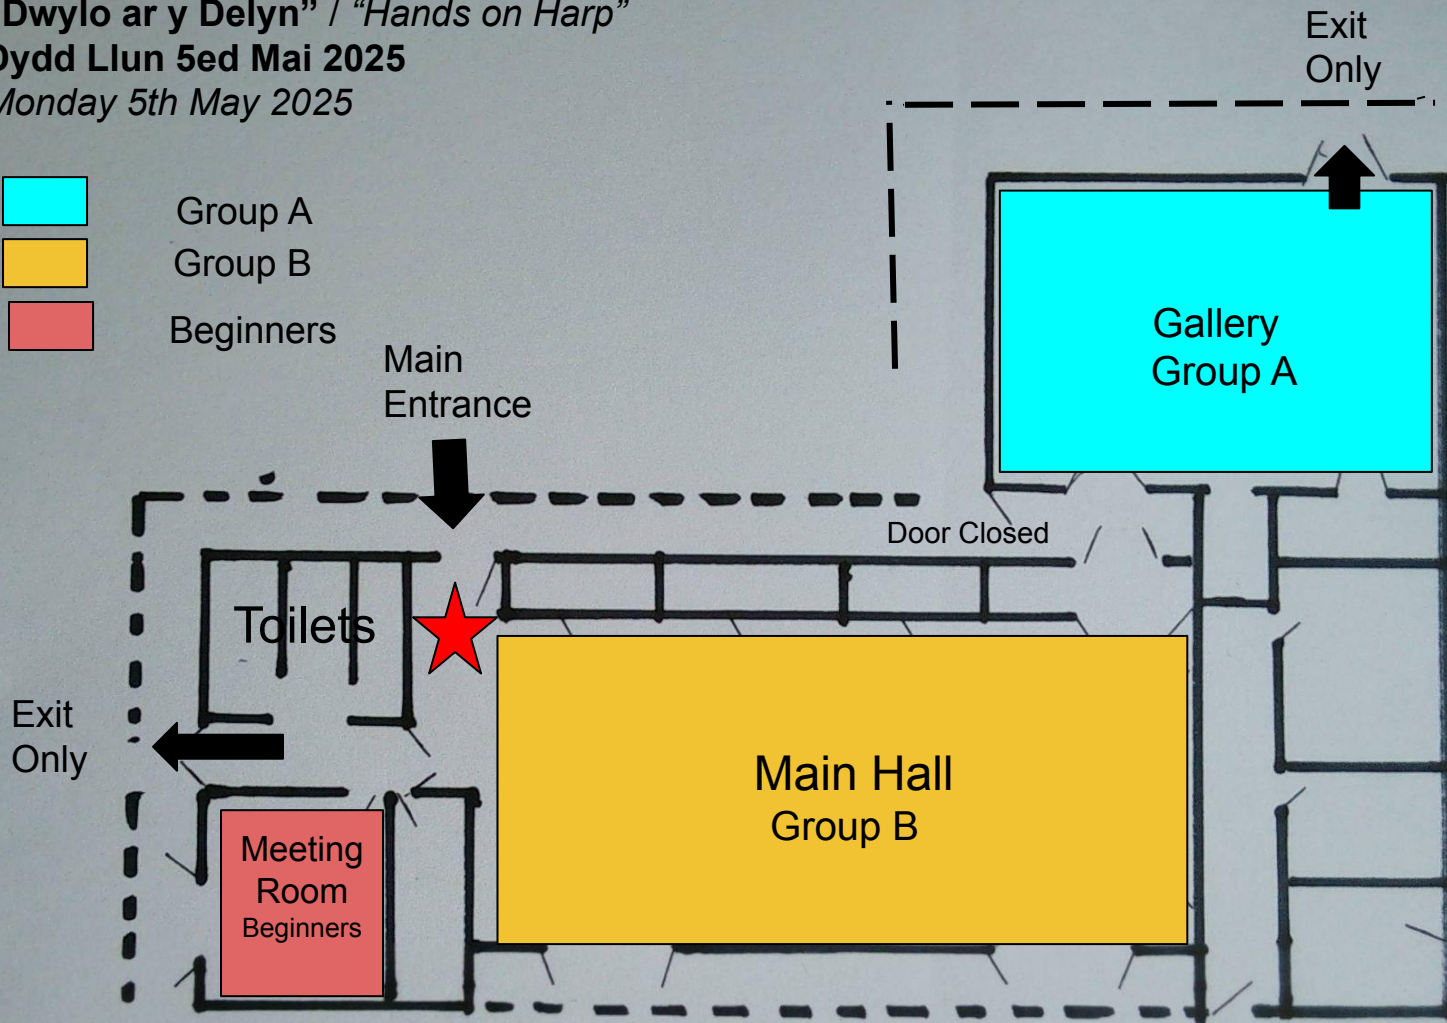 Dwylo ar y Delyn” / “Hands on Harp”
Dydd Llun 5ed Mai 2025
Monday 5th May 2025
Exit
Only
Group A
Group B
Beginners
Main
Entrance
Gallery
Group A
Door Closed
Toilets
Exit
Only
Main Hall
Group B
Meeting
Room
Beginners